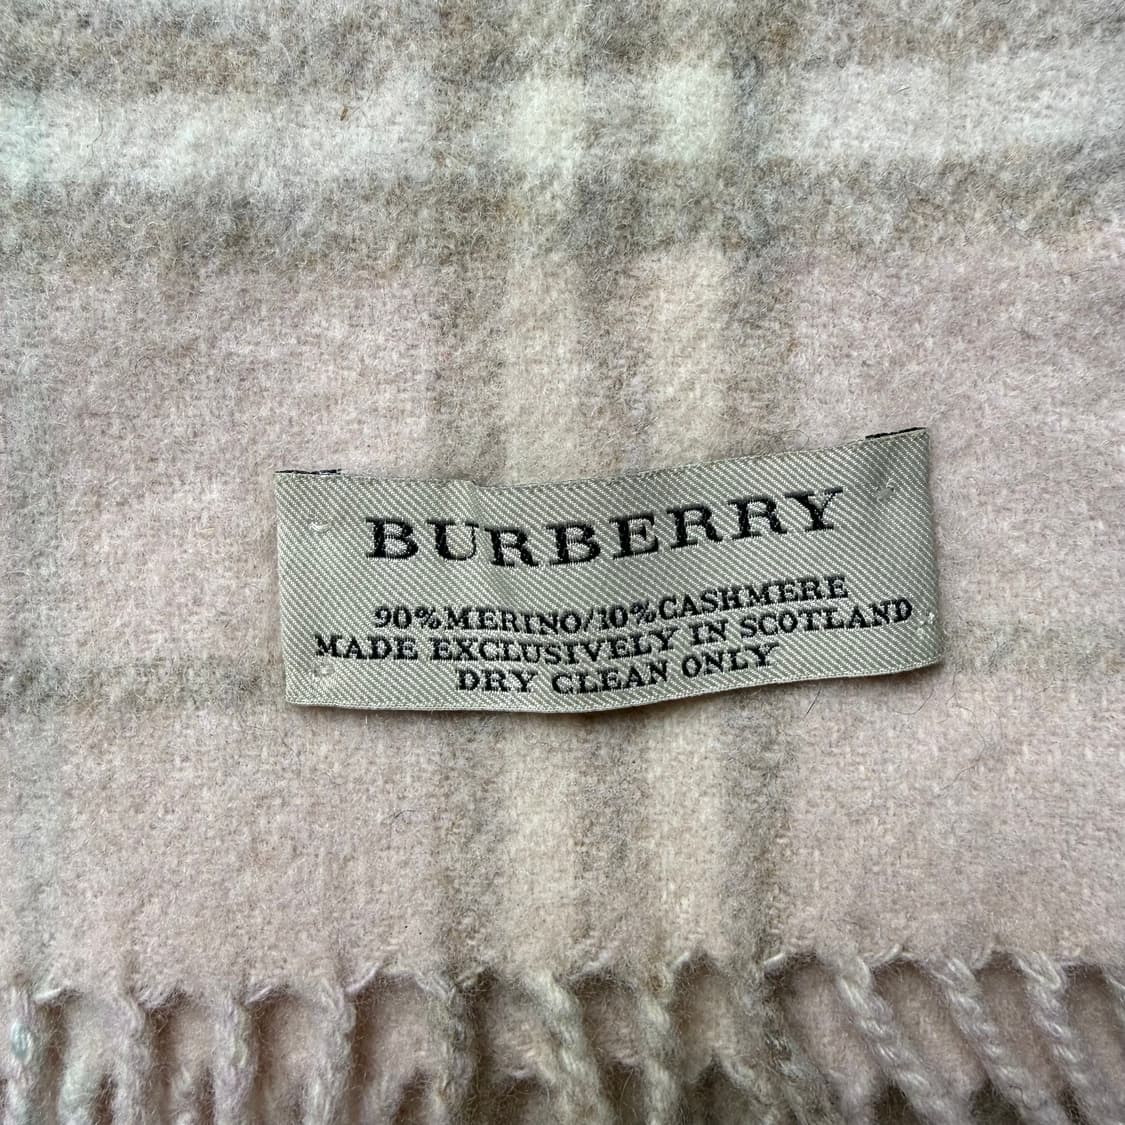 BURBERRY
90%MERINO/10%CASHMERE
MADE EXCLUSIVELY IN SCOTLAND
DRY CLEAN ONLY